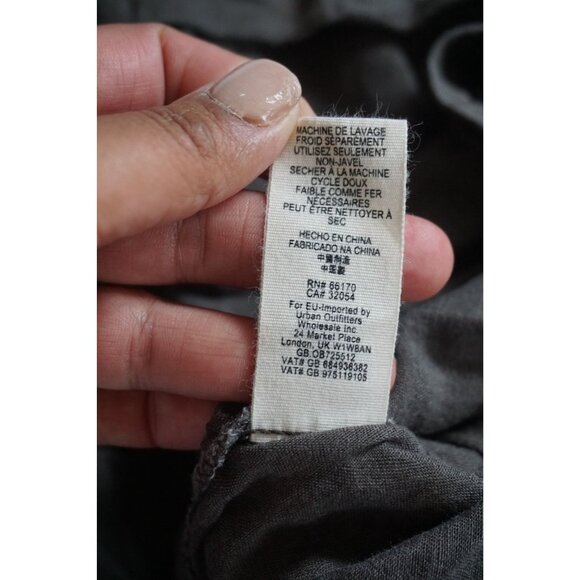 MACHINE DE LAVAGE
FROID SÉPARÉMENT
UTILISEZ SEULEMENT
NON-JAVEL
SECHER À LA MACHINE
CYCLE DOUX
FAIBLE COMME FER
NÉCESSAIRES
PEUT ÊTRE NETTOYER À
SEC
HECHO EN CHINA
FABRICADO NA CHINA
中國製造
中国製
RN# 66170
CA# 32054
For EU-Imported by
Urban Outfitters
Wholesale Inc.
24 Market Place
London, UK W1W8AN
GB.OB725512
VAT# GB 684936382
VAT# GB 975119105